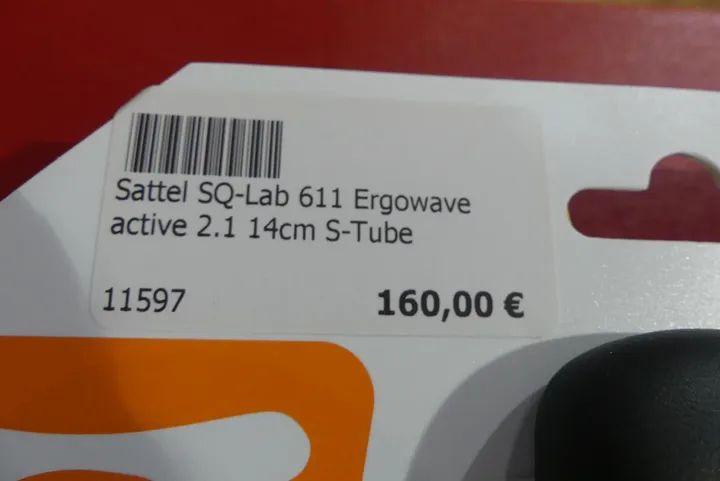 Sattel SQ-Lab 611 Ergowave
active 2.1 14cm S-Tube
11597 160,00 €